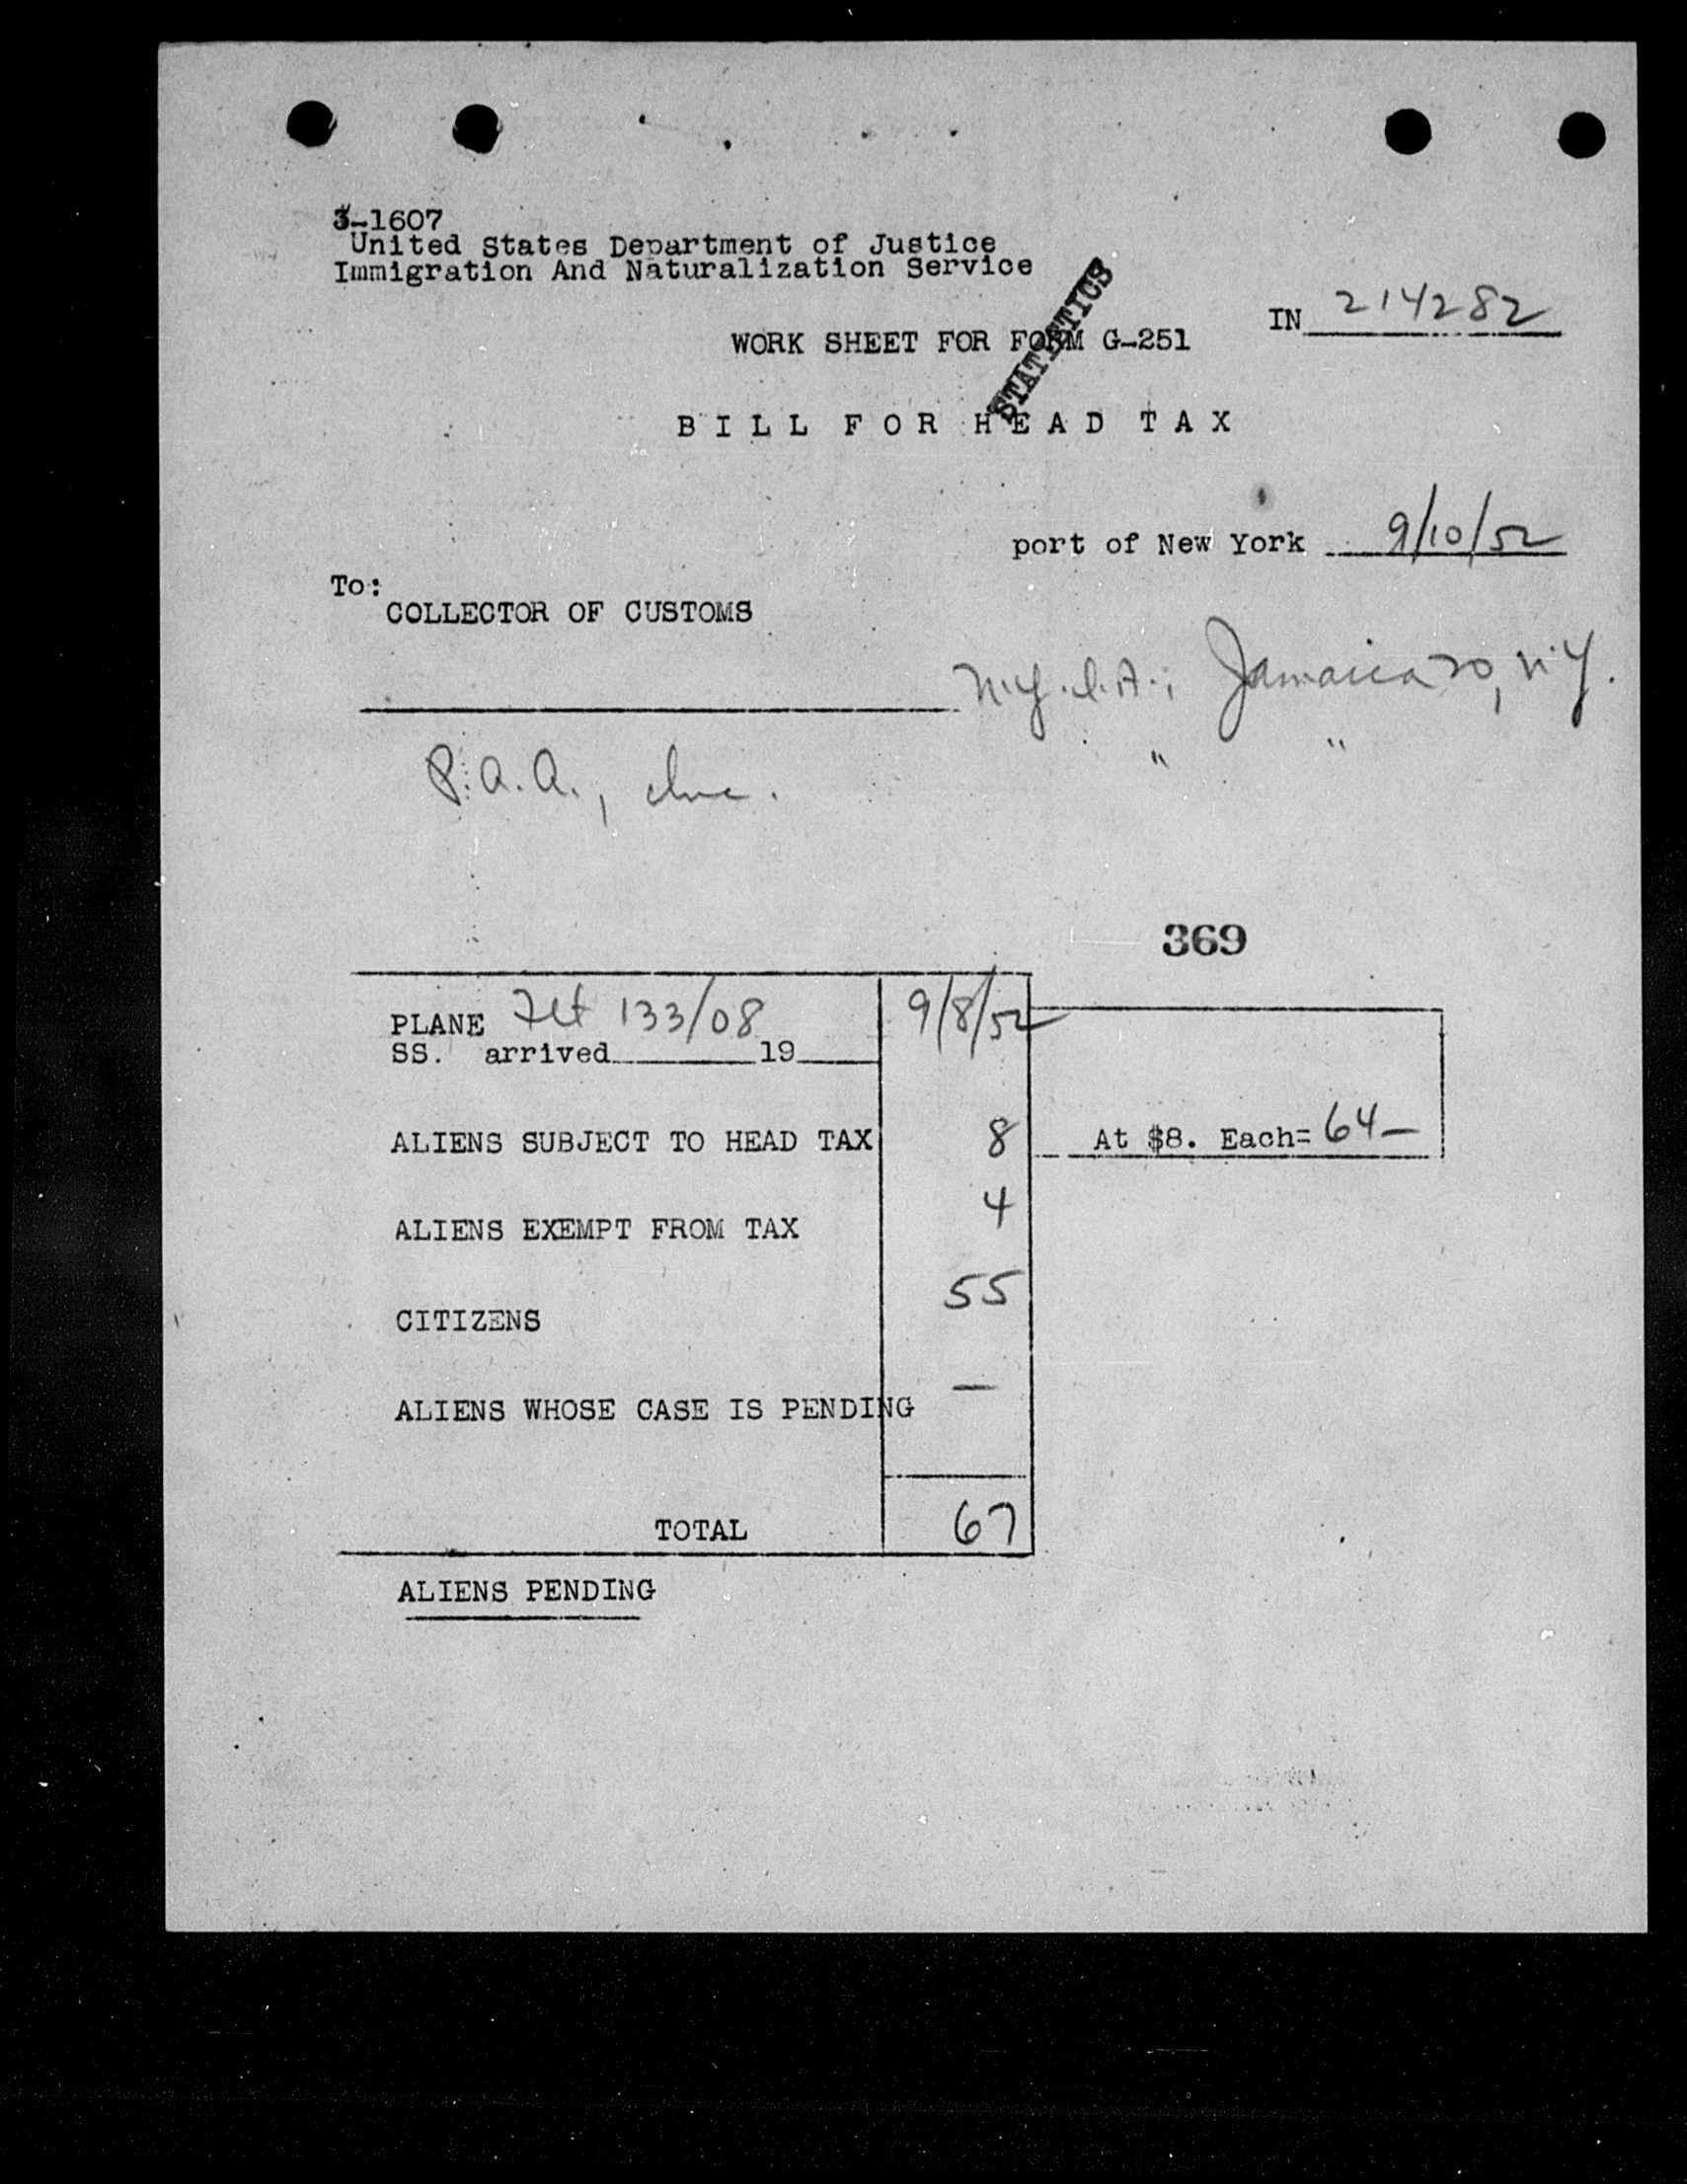 3-1607
United States Department of Justice
Immigration And Naturalization Service
STATISTICS
IN 214282
WORK SHEET FOR FORM G-251
BILL FOR HEAD TAX
port of New York 9/10/52
To:
COLLECTOR OF CUSTOMS
N.Y.I.A., Jamaica 20, N.Y.
P.A.A., Inc. " "
369
PLANE Flt 133/08 9/8/52
SS. arrived 19
ALIENS SUBJECT TO HEAD TAX 8 At $8. Each= 64—
ALIENS EXEMPT FROM TAX 4
CITIZENS 55
ALIENS WHOSE CASE IS PENDING —
TOTAL 67
ALIENS PENDING